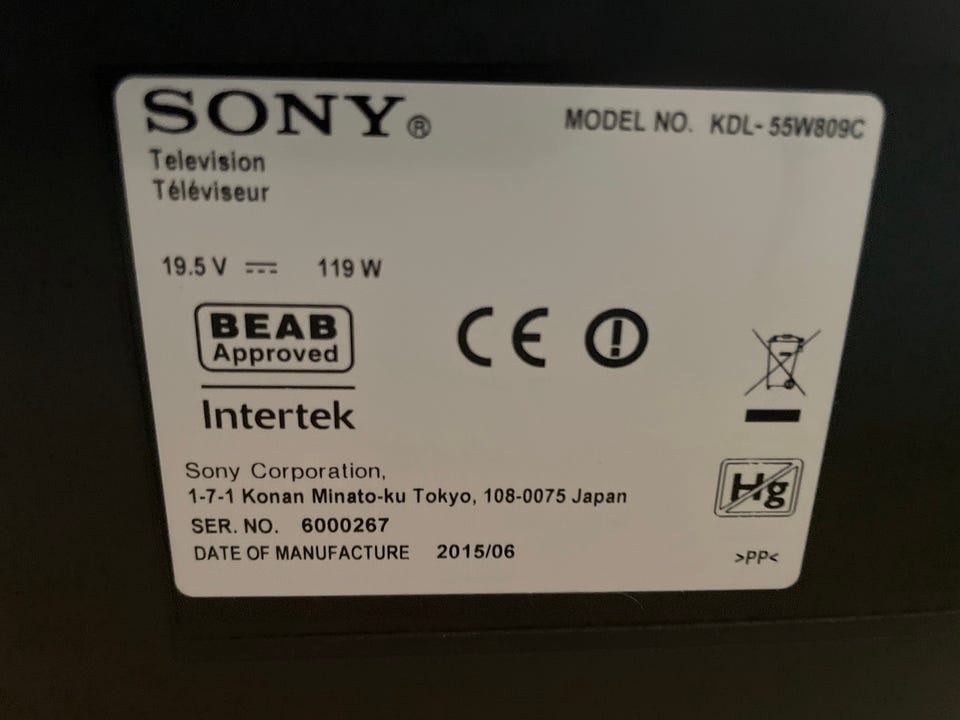 SONY®
MODEL NO. KDL-55W809C
Television
Téléviseur
19.5 V ⎓ 119 W
BEAB
Approved
Intertek
CE
Sony Corporation,
1-7-1 Konan Minato-ku Tokyo, 108-0075 Japan
Hg
SER. NO. 6000267
DATE OF MANUFACTURE 2015/06
>PP<